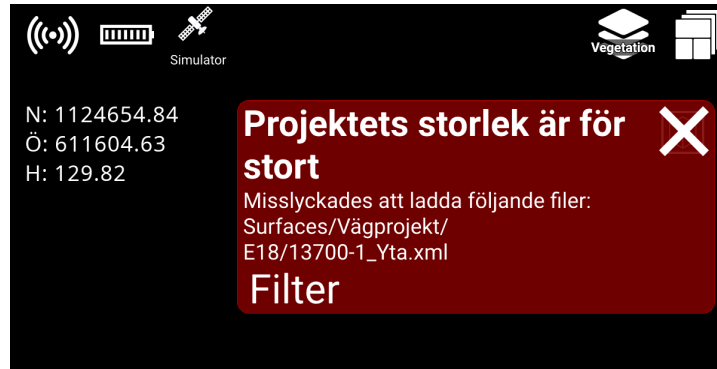 Simulator
Vegetation
N: 1124654.84
Ö: 611604.63
H: 129.82
Projektets storlek är för
stort
Misslyckades att ladda följande filer:
Surfaces/Vägprojekt/
E18/13700-1_Yta.xml
Filter